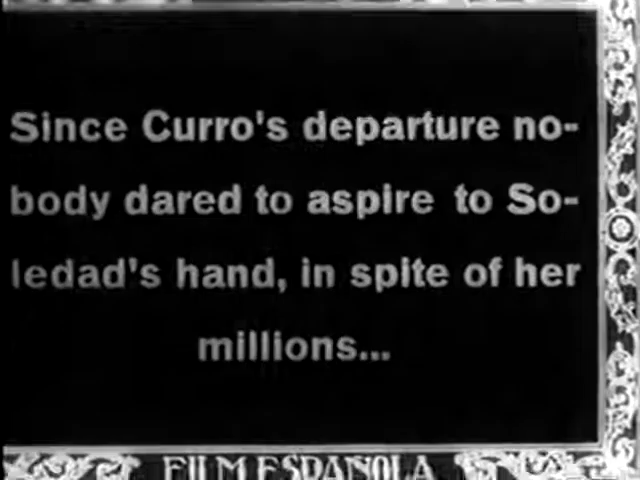 Since Curro's departure no-
body dared to aspire to So-
ledad's hand, in spite of her
millions...
FILM ESPAÑOLA